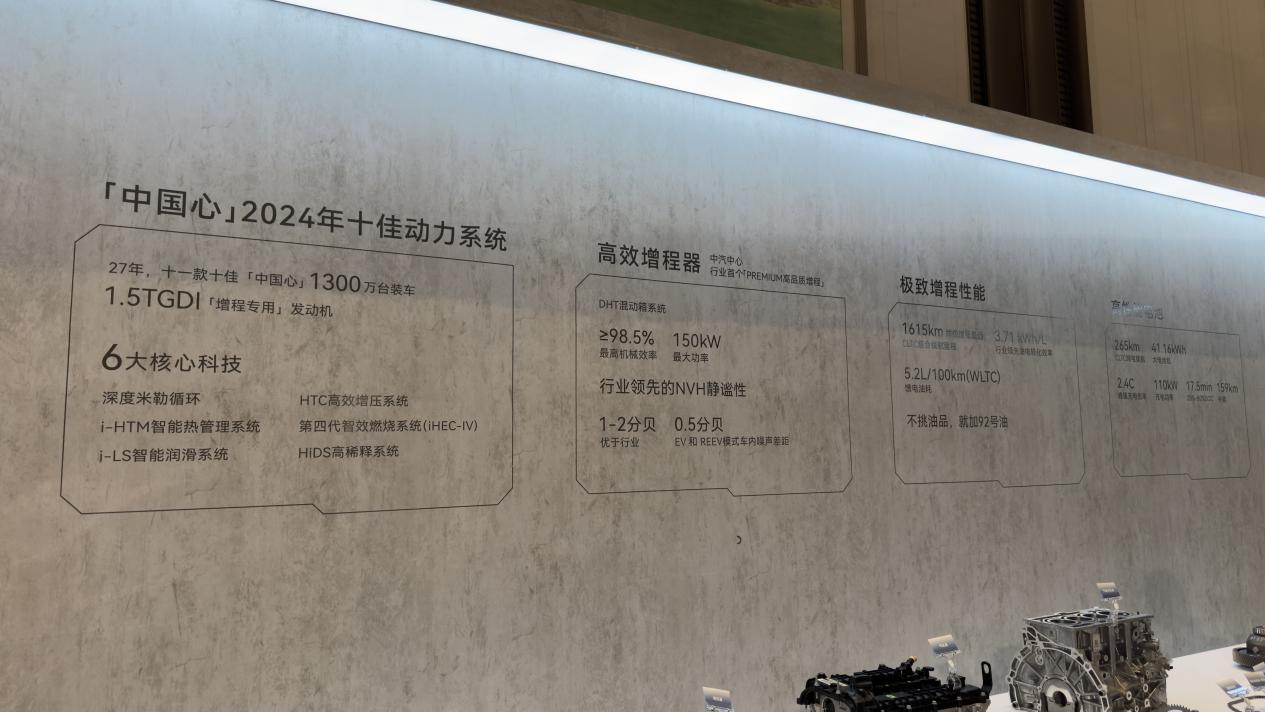 「中国心」2024年十佳动力系统
27年，十一款十佳「中国心」1300万台装车
1.5TGDI「增程专用」发动机
6大核心科技
深度米勒循环 HTC高效增压系统
i-HTM智能热管理系统 第四代智效燃烧系统(iHEC-IV)
i-LS智能润滑系统 HiDS高稀释系统
高效增程器
中汽中心
行业首个「PREMIUM高品质增程」
DHT混动箱系统
≥98.5% 150kW
最高机械效率 最大功率
行业领先的NVH静谧性
1-2分贝 0.5分贝
优于行业 EV 和 REEV模式车内噪声差距
极致增程性能
1615km 3.71 kWh/L
CLTC综合续航里程 行业领先油电转化效率
5.2L/100km(WLTC)
馈电油耗
不挑油品，就加92号油
265km 41.16kWh
2.4C 110kW 17.5min 159km